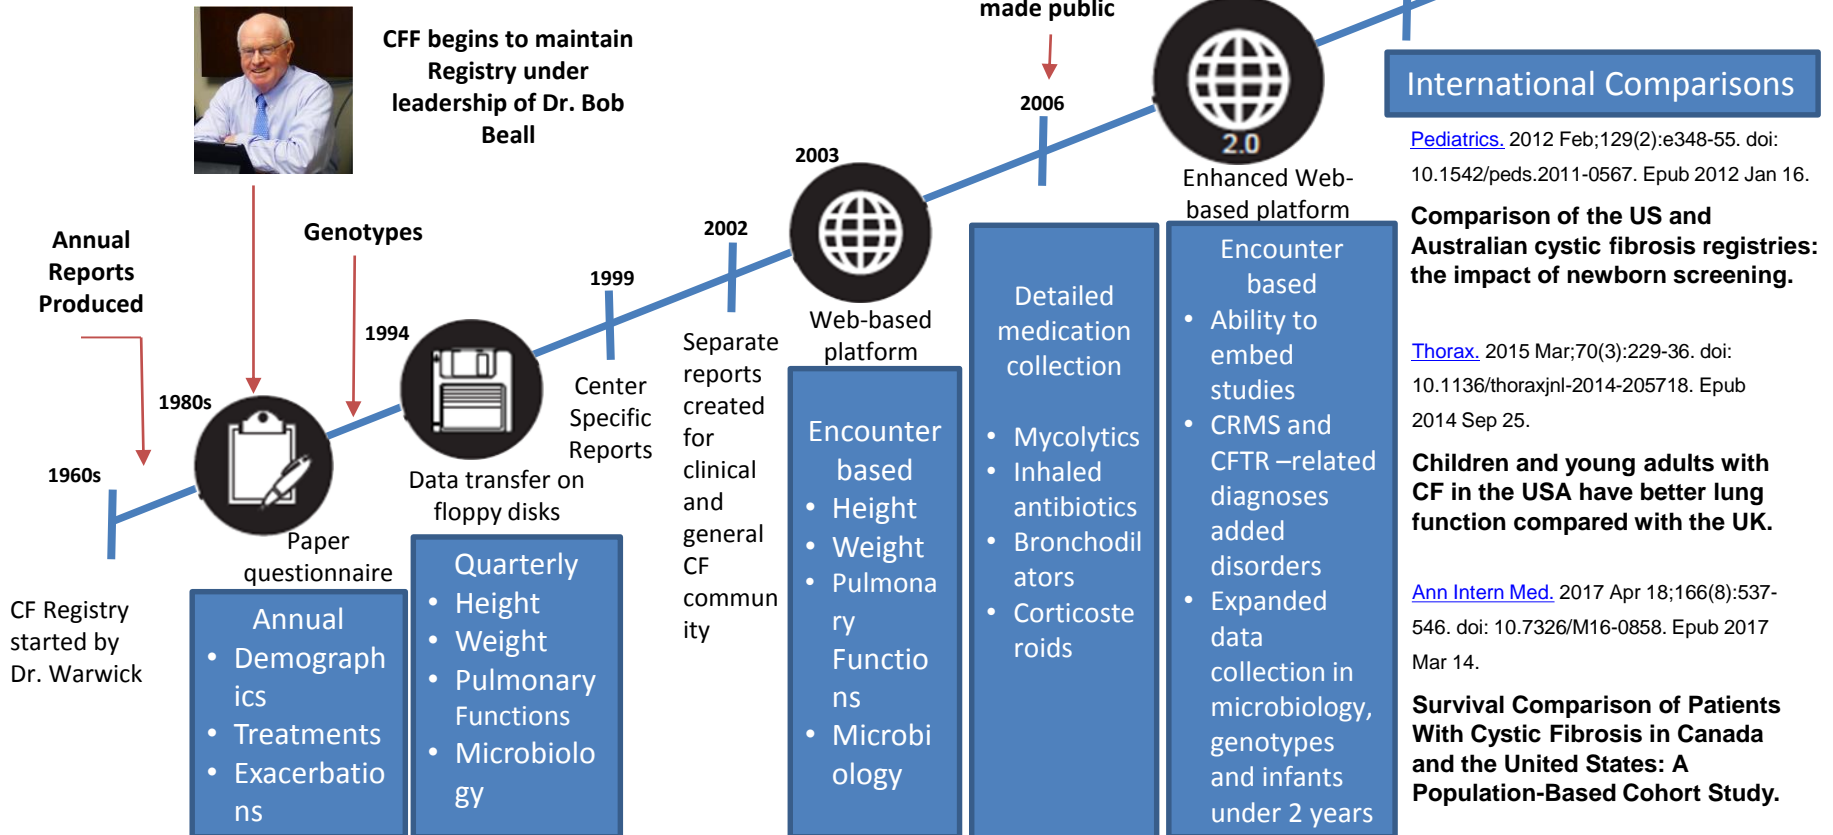 made public
CFF begins to maintain
Registry under
leadership of Dr. Bob
Beall
Annual
Reports
Produced
Genotypes
1960s
CF Registry
started by
Dr. Warwick
1980s
Paper
questionnaire
Annual
• Demograph
ics
• Treatments
• Exacerbatio
ns
1994
Data transfer on
floppy disks
Quarterly
• Height
• Weight
• Pulmonary
Functions
• Microbiolo
gy
1999
Center
Specific
Reports
2002
Separate
reports
created
for
clinical
and
general
CF
commun
ity
2003
Web-based
platform
Encounter
based
• Height
• Weight
• Pulmona
ry
Functio
ns
• Microbi
ology
2006
Detailed
medication
collection
• Mycolytics
• Inhaled
antibiotics
• Bronchodil
ators
• Corticoste
roids
2.0
Enhanced Web-
based platform
Encounter
based
• Ability to
embed
studies
• CRMS and
CFTR –related
diagnoses
added
disorders
• Expanded
data
collection in
microbiology,
genotypes
and infants
under 2 years
International Comparisons
Pediatrics. 2012 Feb;129(2):e348-55. doi:
10.1542/peds.2011-0567. Epub 2012 Jan 16.
Comparison of the US and
Australian cystic fibrosis registries:
the impact of newborn screening.
Thorax. 2015 Mar;70(3):229-36. doi:
10.1136/thoraxjnl-2014-205718. Epub
2014 Sep 25.
Children and young adults with
CF in the USA have better lung
function compared with the UK.
Ann Intern Med. 2017 Apr 18;166(8):537-
546. doi: 10.7326/M16-0858. Epub 2017
Mar 14.
Survival Comparison of Patients
With Cystic Fibrosis in Canada
and the United States: A
Population-Based Cohort Study.